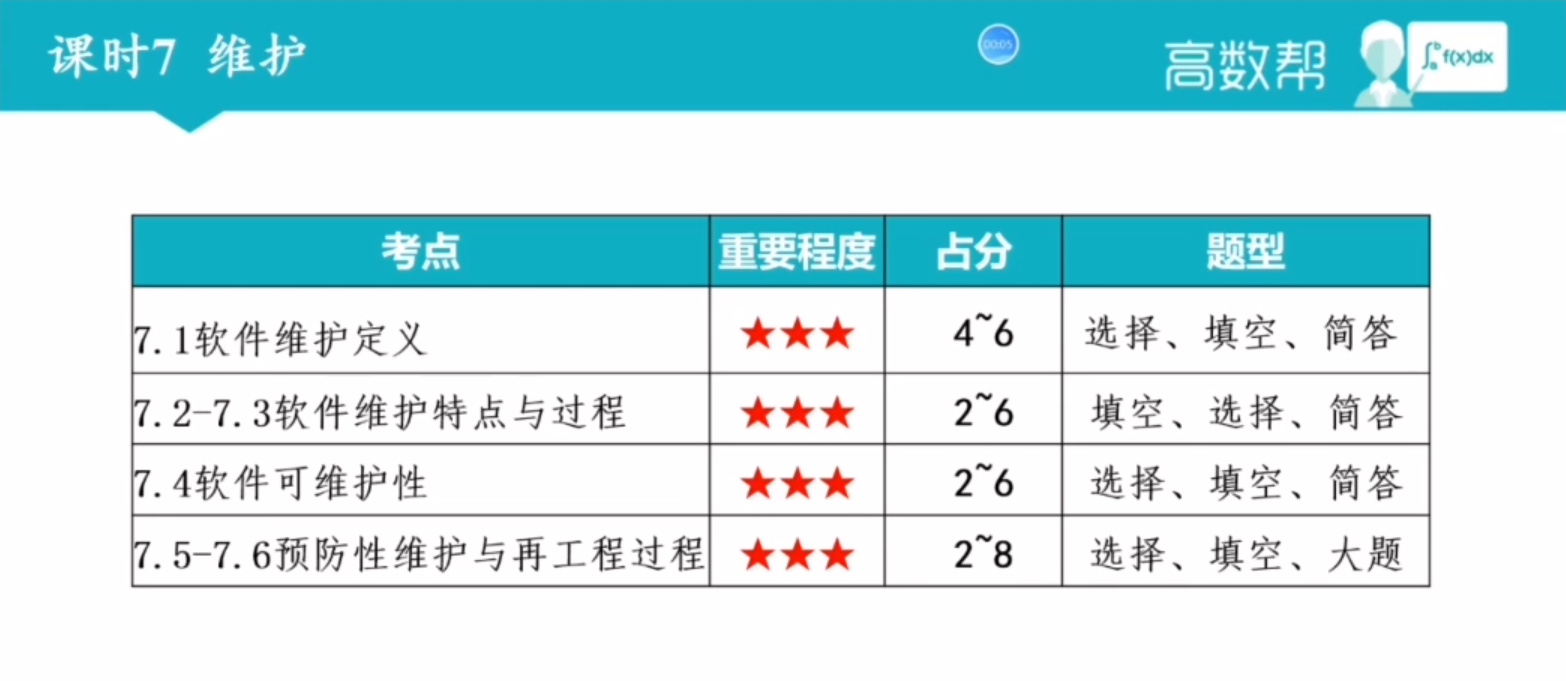 课时7 维护
00:05
高数帮
∫ₐᵇf(x)dx
考点 重要程度 占分 题型
7.1软件维护定义 ★★★ 4~6 选择、填空、简答
7.2-7.3软件维护特点与过程 ★★★ 2~6 填空、选择、简答
7.4软件可维护性 ★★★ 2~6 选择、填空、简答
7.5-7.6预防性维护与再工程过程 ★★★ 2~8 选择、填空、大题